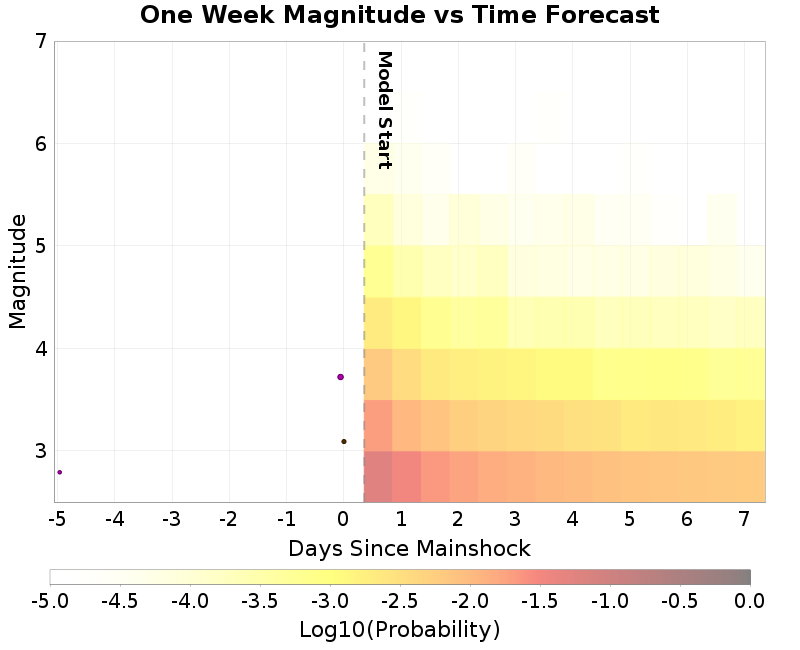 One Week Magnitude vs Time Forecast
7
6
5
4
3
Magnitude
Model Start
-5 -4 -3 -2 -1 0 1 2 3 4 5 6 7
Days Since Mainshock
-5.0 -4.5 -4.0 -3.5 -3.0 -2.5 -2.0 -1.5 -1.0 -0.5 0.0
Log10(Probability)